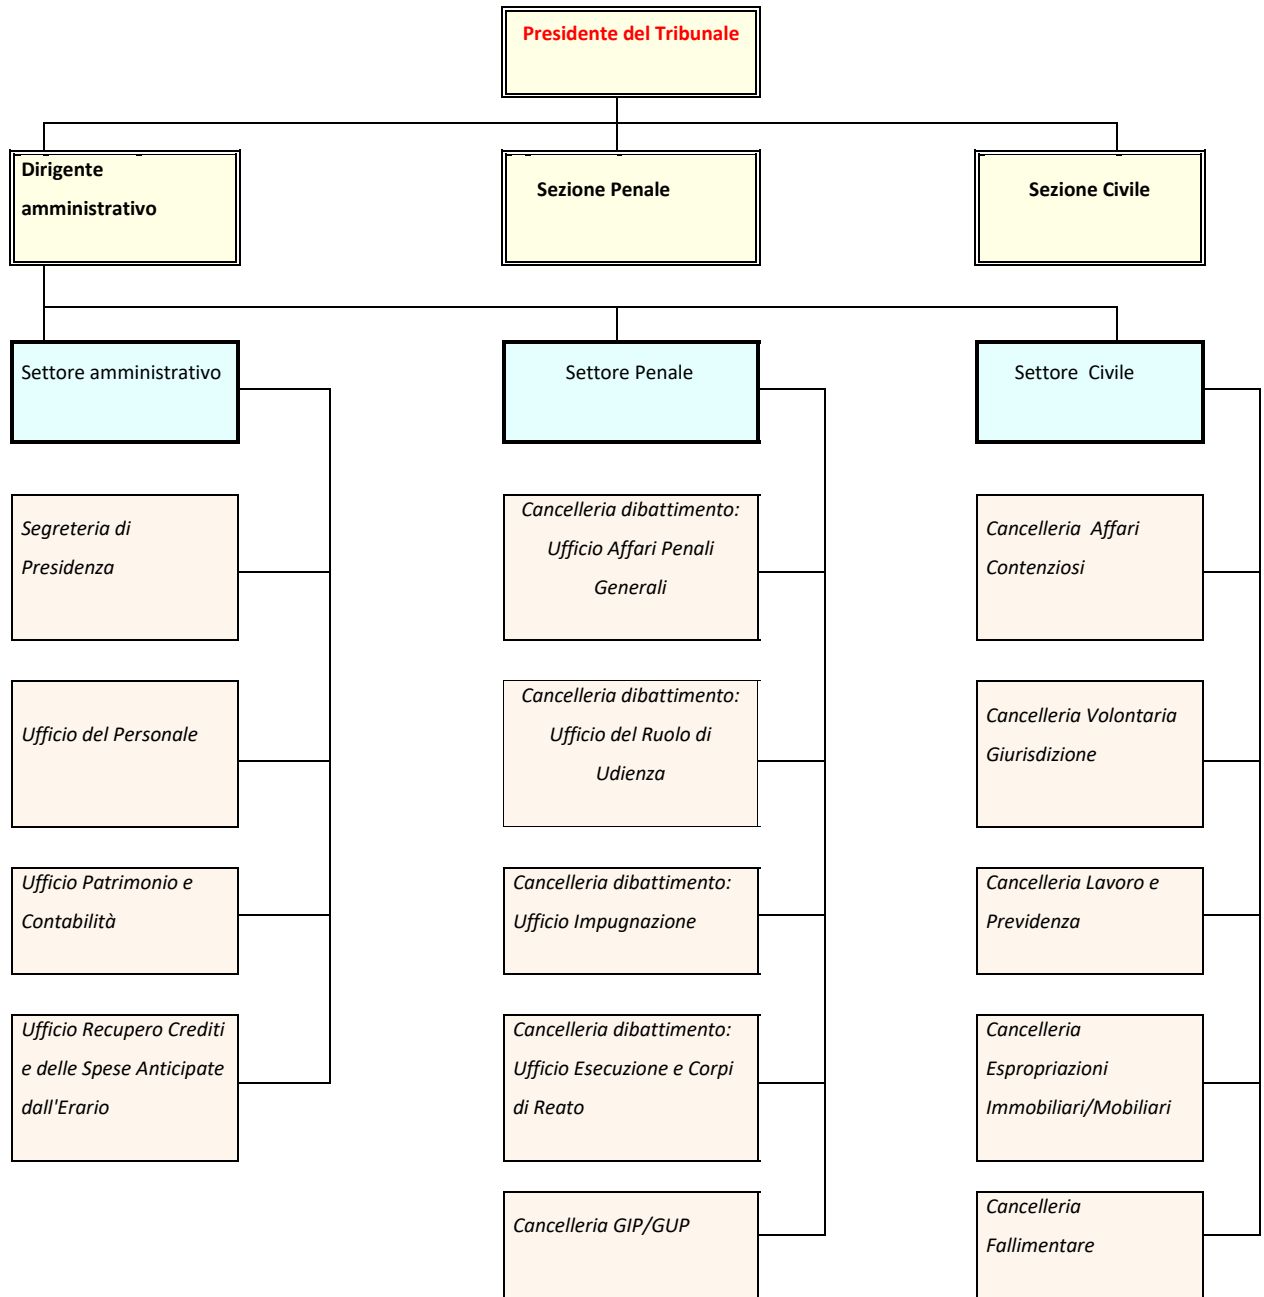 Presidente del Tribunale
Dirigente
amministrativo
Sezione Penale
Sezione Civile
Settore amministrativo
Settore Penale
Settore Civile
Segreteria di
Presidenza
Cancelleria dibattimento:
Ufficio Affari Penali
Generali
Cancelleria Affari
Contenziosi
Ufficio del Personale
Cancelleria dibattimento:
Ufficio del Ruolo di
Udienza
Cancelleria Volontaria
Giurisdizione
Ufficio Patrimonio e
Contabilità
Cancelleria dibattimento:
Ufficio Impugnazione
Cancelleria Lavoro e
Previdenza
Ufficio Recupero Crediti
e delle Spese Anticipate
dall'Erario
Cancelleria dibattimento:
Ufficio Esecuzione e Corpi
di Reato
Cancelleria
Espropriazioni
Immobiliari/Mobiliari
Cancelleria GIP/GUP
Cancelleria
Fallimentare